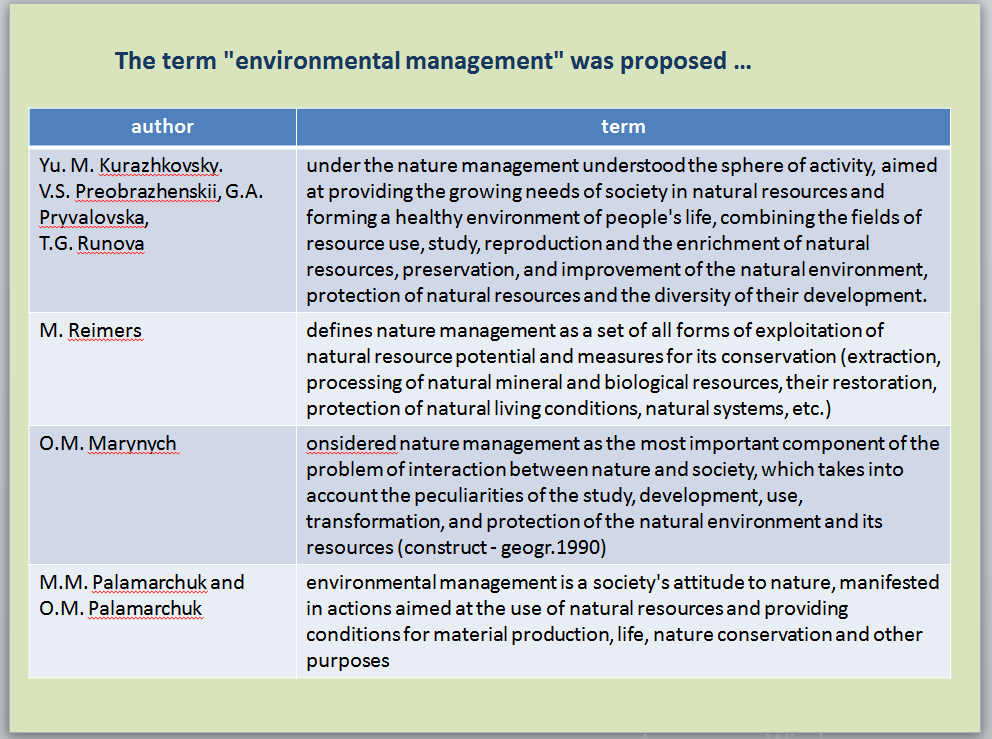 The term "environmental management" was proposed ...
author
term
Yu. M. Kurazhkovsky.
V.S. Preobrazhenskii, G.A.
Pryvalovska,
T.G. Runova
under the nature management understood the sphere of activity, aimed
at providing the growing needs of society in natural resources and
forming a healthy environment of people's life, combining the fields of
resource use, study, reproduction and the enrichment of natural
resources, preservation, and improvement of the natural environment,
protection of natural resources and the diversity of their development.
M. Reimers
defines nature management as a set of all forms of exploitation of
natural resource potential and measures for its conservation (extraction,
processing of natural mineral and biological resources, their restoration,
protection of natural living conditions, natural systems, etc.)
O.M. Marynych
onsidered nature management as the most important component of the
problem of interaction between nature and society, which takes into
account the peculiarities of the study, development, use,
transformation, and protection of the natural environment and its
resources (construct - geogr.1990)
M.M. Palamarchuk and
O.M. Palamarchuk
environmental management is a society's attitude to nature, manifested
in actions aimed at the use of natural resources and providing
conditions for material production, life, nature conservation and other
purposes